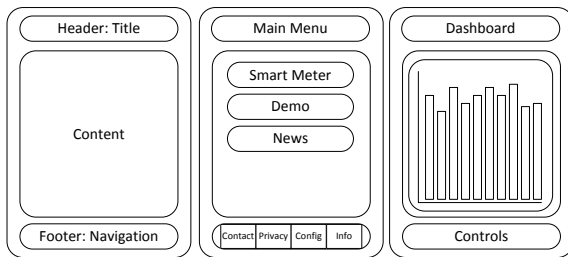 Header: Title
Content
Footer: Navigation
Main Menu
Smart Meter
Demo
News
Contact Privacy Config Info
Dashboard
Controls